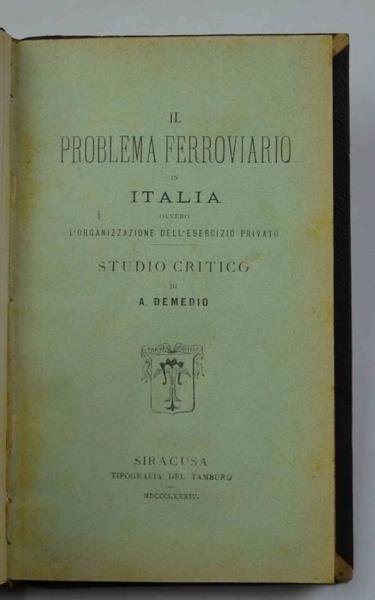 IL
PROBLEMA FERROVIARIO
IN
ITALIA
OVVERO
L'ORGANIZZAZIONE DELL'ESERCIZIO PRIVATO
STUDIO CRITICO
DI
A. DEMEDIO
SIRACUSA
TIPOGRAFIA DEL TAMBURO
MDCCCLXXXIV.